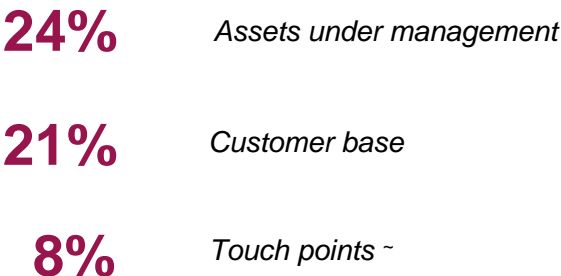 24% Assets under management
21% Customer base
8% Touch points ~